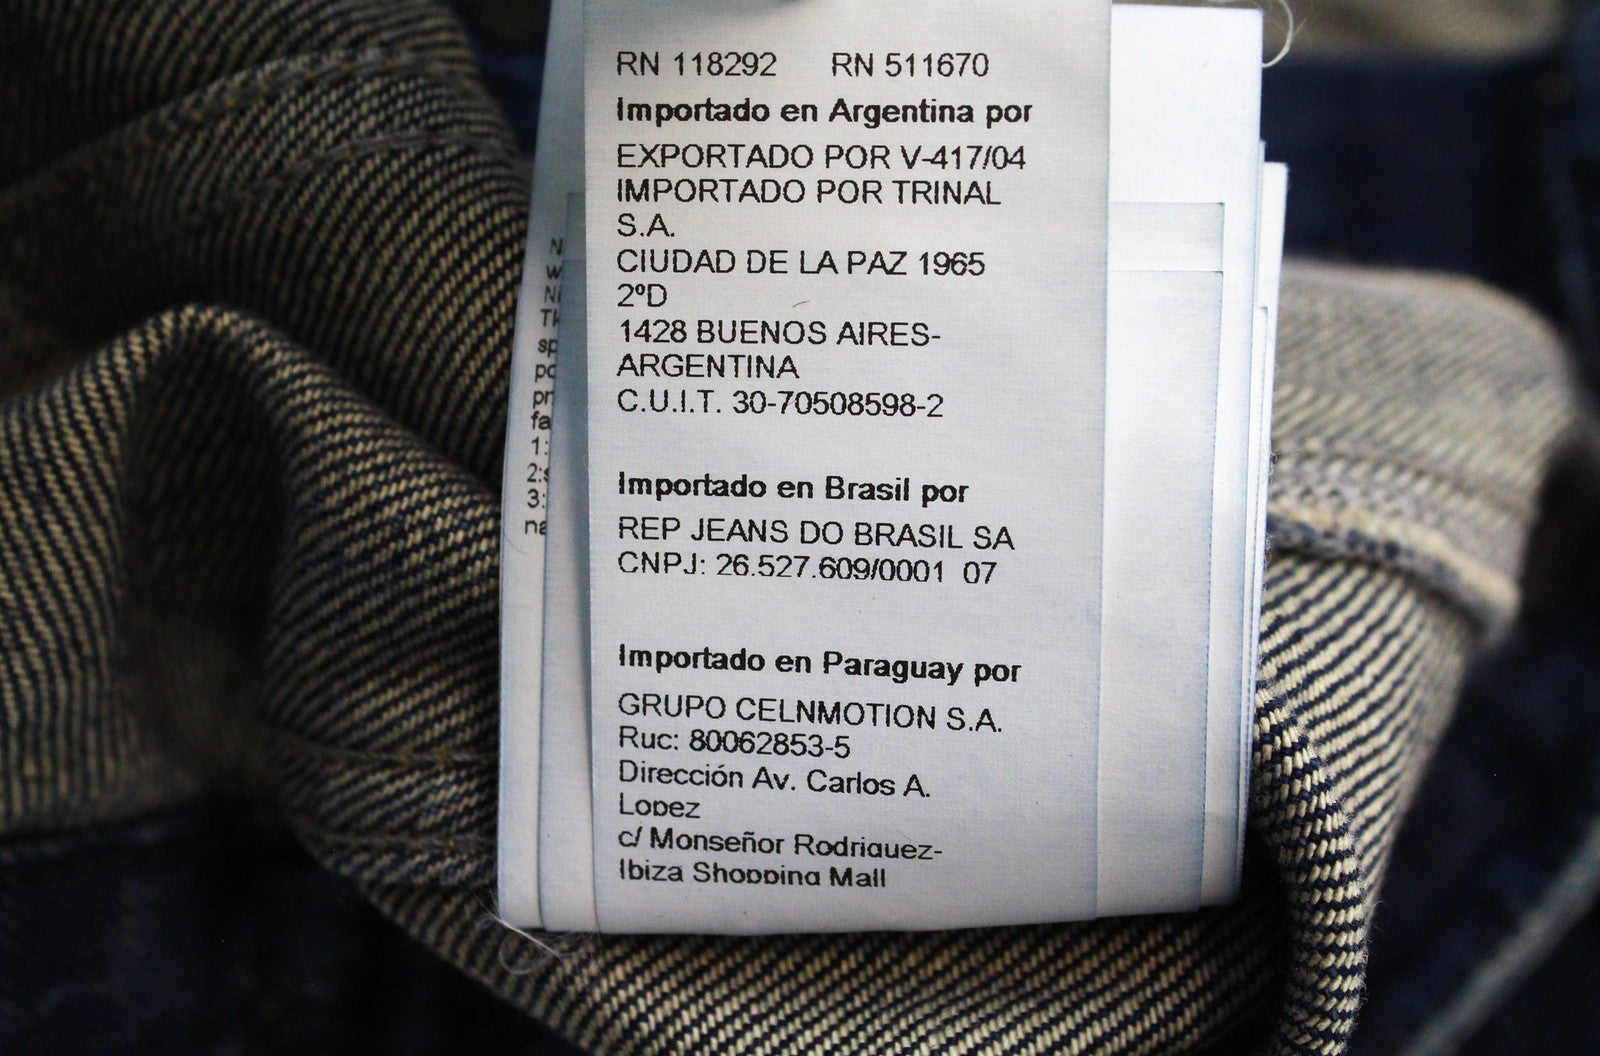 RN 118292 RN 511670
Importado en Argentina por
EXPORTADO POR V-417/04
IMPORTADO POR TRINAL
S.A.
CIUDAD DE LA PAZ 1965
2ºD
1428 BUENOS AIRES-
ARGENTINA
C.U.I.T. 30-70508598-2
Importado en Brasil por
REP JEANS DO BRASIL SA
CNPJ: 26.527.609/0001 07
Importado en Paraguay por
GRUPO CELNMOTION S.A.
Ruc: 80062853-5
Dirección Av. Carlos A.
Lopez
c/ Monseñor Rodriguez-
Ibiza Shopping Mall